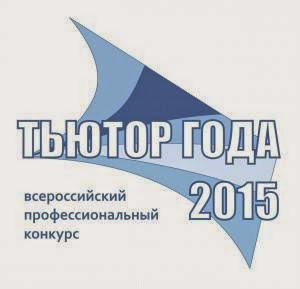 ТЬЮТОР ГОДА
2015
всероссийский
профессиональный
конкурс